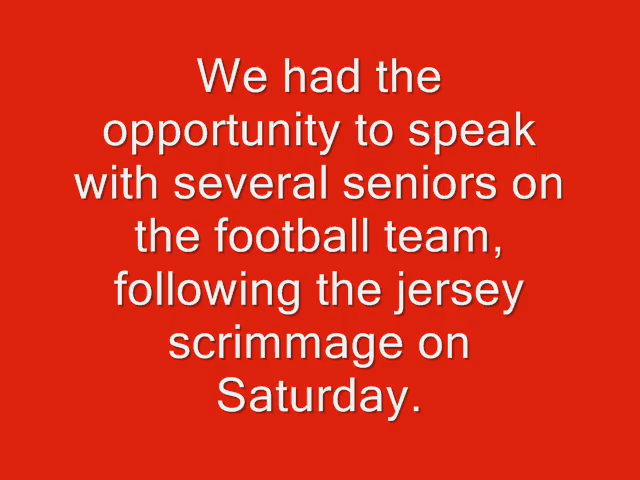 We had the
opportunity to speak
with several seniors on
the football team,
following the jersey
scrimmage on
Saturday.